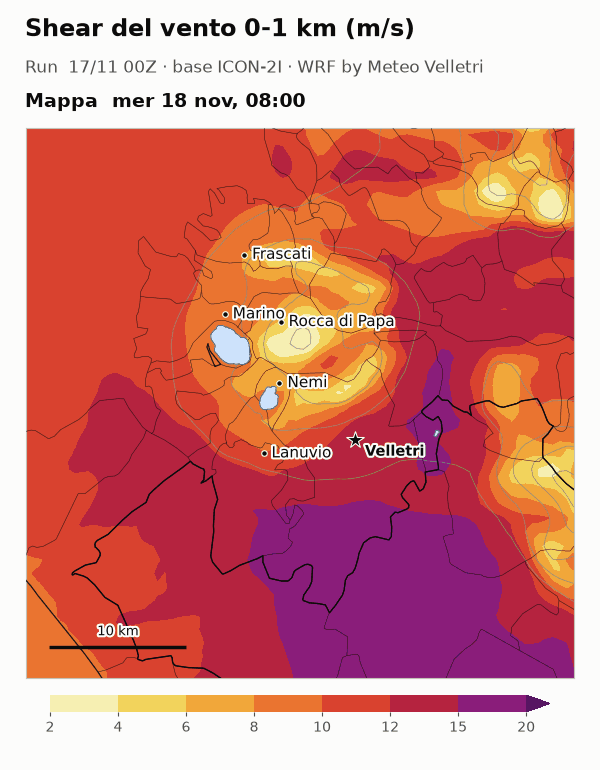 Shear del vento 0-1 km (m/s)
Run  17/11 00Z · base ICON-2I · WRF by Meteo Velletri
Mappa  mer 18 nov, 08:00
Frascati
Marino
Rocca di Papa
Nemi
Velletri
Lanuvio
10 km
2 4 6 8 10 12 15 20